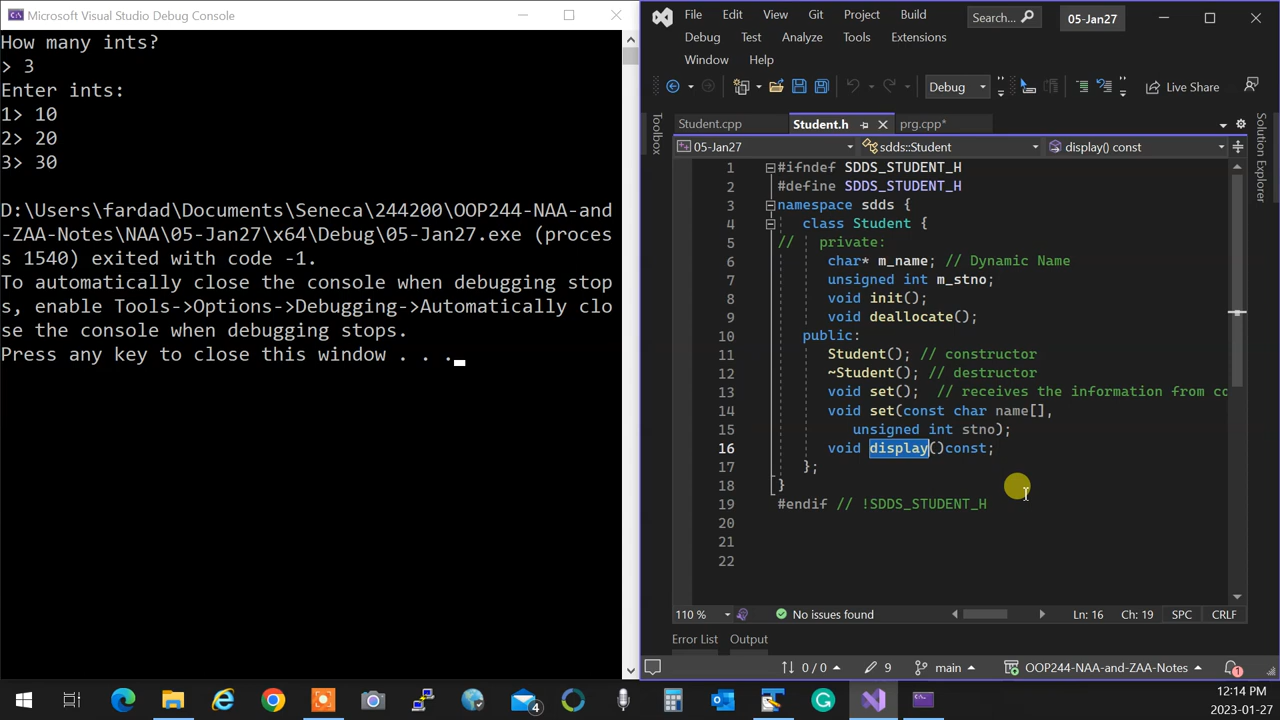 Microsoft Visual Studio Debug Console
How many ints?
> 3
Enter ints:
1> 10
2> 20
3> 30
D:\Users\fardad\Documents\Seneca\244200\OOP244-NAA-and
-ZAA-Notes\NAA\05-Jan27\x64\Debug\05-Jan27.exe (proces
s 1540) exited with code -1.
To automatically close the console when debugging stop
s, enable Tools->Options->Debugging->Automatically clo
se the console when debugging stops.
Press any key to close this window . . .
File Edit View Git Project Build
Debug Test Analyze Tools Extensions
Window Help
Search...
05-Jan27
Debug
Live Share
Toolbox
Student.cpp
Student.h
prg.cpp*
05-Jan27
sdds::Student
display() const
1 #ifndef SDDS_STUDENT_H
2 #define SDDS_STUDENT_H
3 namespace sdds {
4 class Student {
5 // private:
6 char* m_name; // Dynamic Name
7 unsigned int m_stno;
8 void init();
9 void deallocate();
10 public:
11 Student(); // constructor
12 ~Student(); // destructor
13 void set(); // receives the information from co
14 void set(const char name[],
15 unsigned int stno);
16 void display()const;
17 };
18 }
19 #endif // !SDDS_STUDENT_H
20
21
22
Solution Explorer
110 %
No issues found
Ln: 16 Ch: 19 SPC CRLF
Error List Output
0 / 0
9
main
OOP244-NAA-and-ZAA-Notes
1
4
12:14 PM
2023-01-27